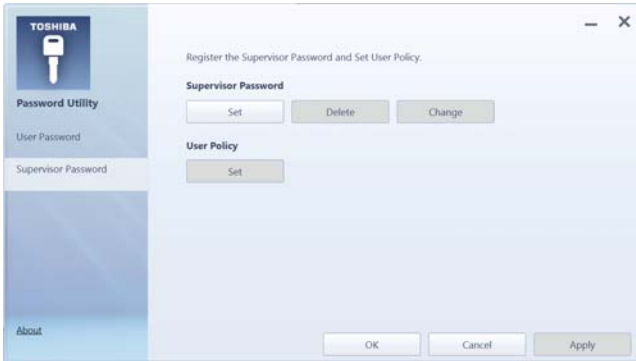 TOSHIBA
Password Utility
User Password
Supervisor Password
About
Register the Supervisor Password and Set User Policy.
Supervisor Password
Set Delete Change
User Policy
Set
OK Cancel Apply